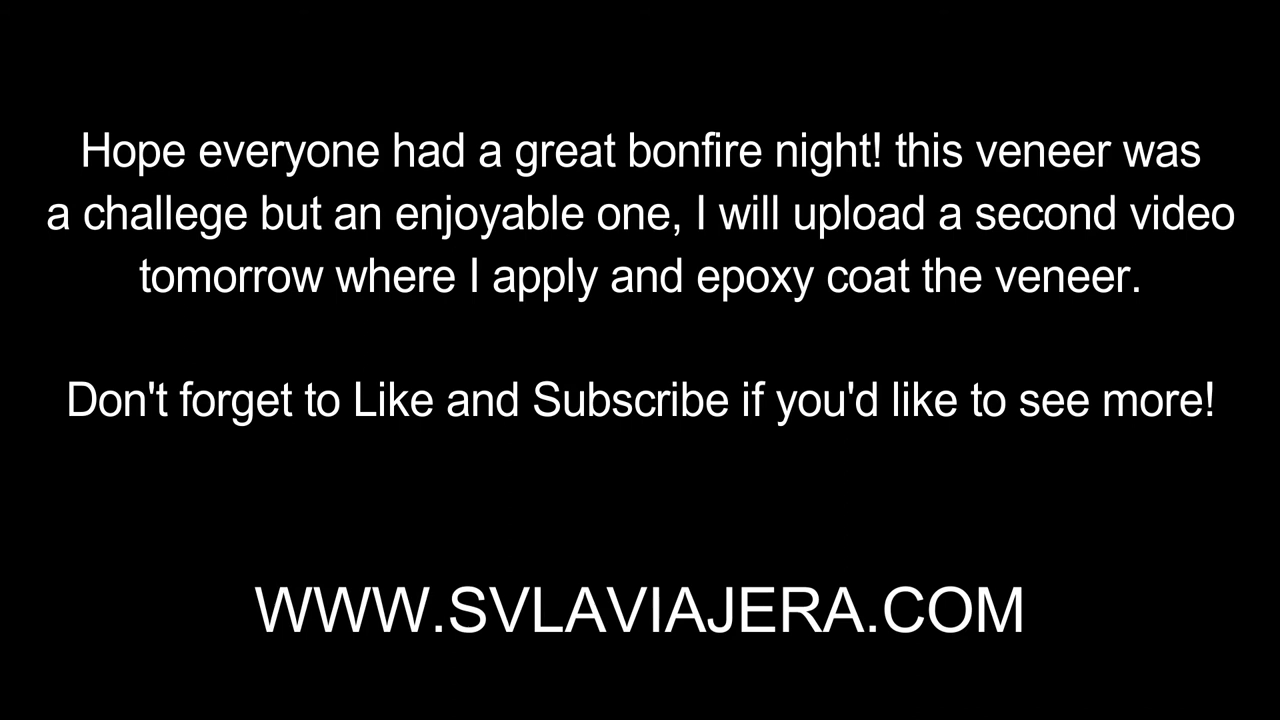 Hope everyone had a great bonfire night! this veneer was
a challege but an enjoyable one, I will upload a second video
tomorrow where I apply and epoxy coat the veneer.
Don't forget to Like and Subscribe if you'd like to see more!
WWW.SVLAVIAJERA.COM